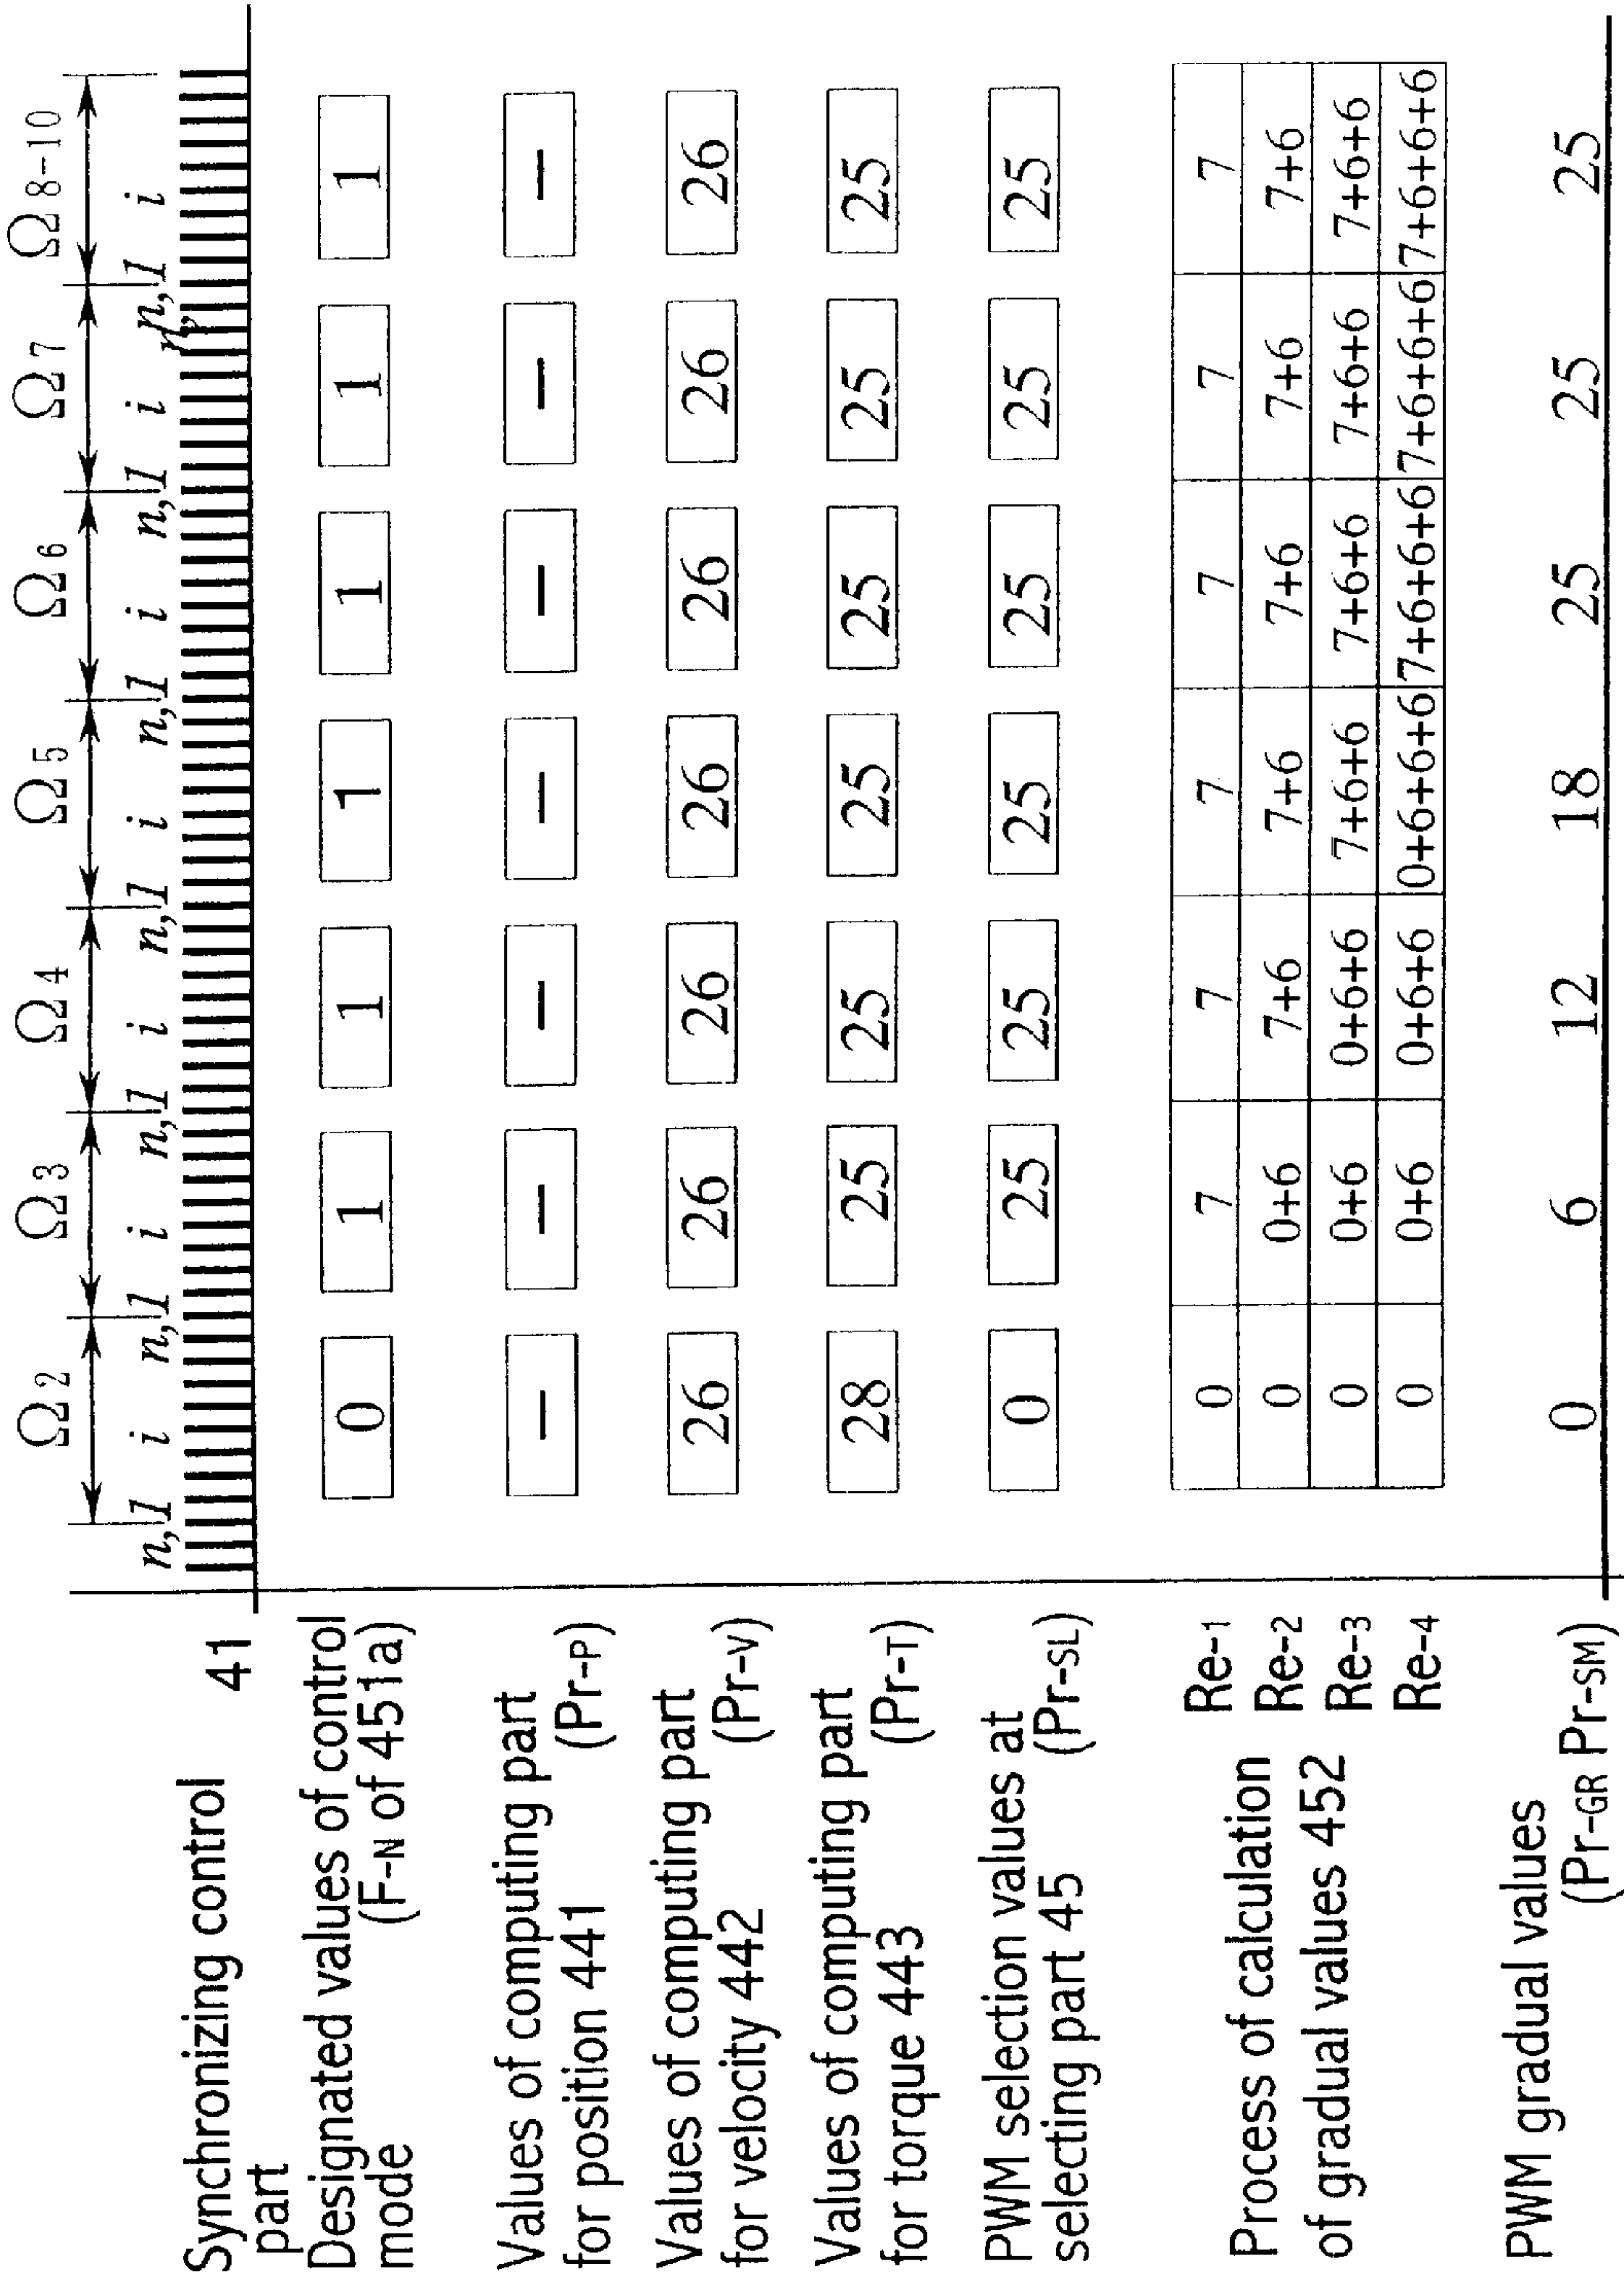 Ω2 Ω3 Ω4 Ω5 Ω6 Ω7 Ω8-10
n,1 i n,1 i n,1 i n,1 i n,1 i n,1 i n, n,1 i
Synchronizing control
part 41
Designated values of control
mode (F-N of 451a) 0 1 1 1 1 1 1
Values of computing part
for position 441 (Pr-P) – – – – – – –
Values of computing part
for velocity 442 (Pr-V) 26 26 26 26 26 26 26
Values of computing part
for torque 443 (Pr-T) 28 25 25 25 25 25 25
PWM selection values at
selecting part 45 (Pr-SL) 0 25 25 25 25 25 25
Process of calculation
of gradual values 452
Re-1 0 7 7 7 7 7 7
Re-2 0 0+6 7+6 7+6 7+6 7+6 7+6
Re-3 0 0+6 0+6+6 7+6+6 7+6+6 7+6+6 7+6+6
Re-4 0 0+6 0+6+6 0+6+6+6 7+6+6+6 7+6+6+6 7+6+6+6
PWM gradual values
(Pr-GR Pr-SM) 0 6 12 18 25 25 25